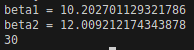 beta1 = 10.202701129321786
beta2 = 12.009212174343878
30